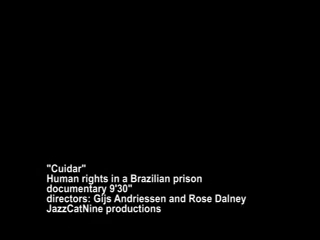 "Cuidar"
Human rights in a Brazilian prison
documentary 9'30"
directors: Gijs Andriessen and Rose Dalney
JazzCatNine productions